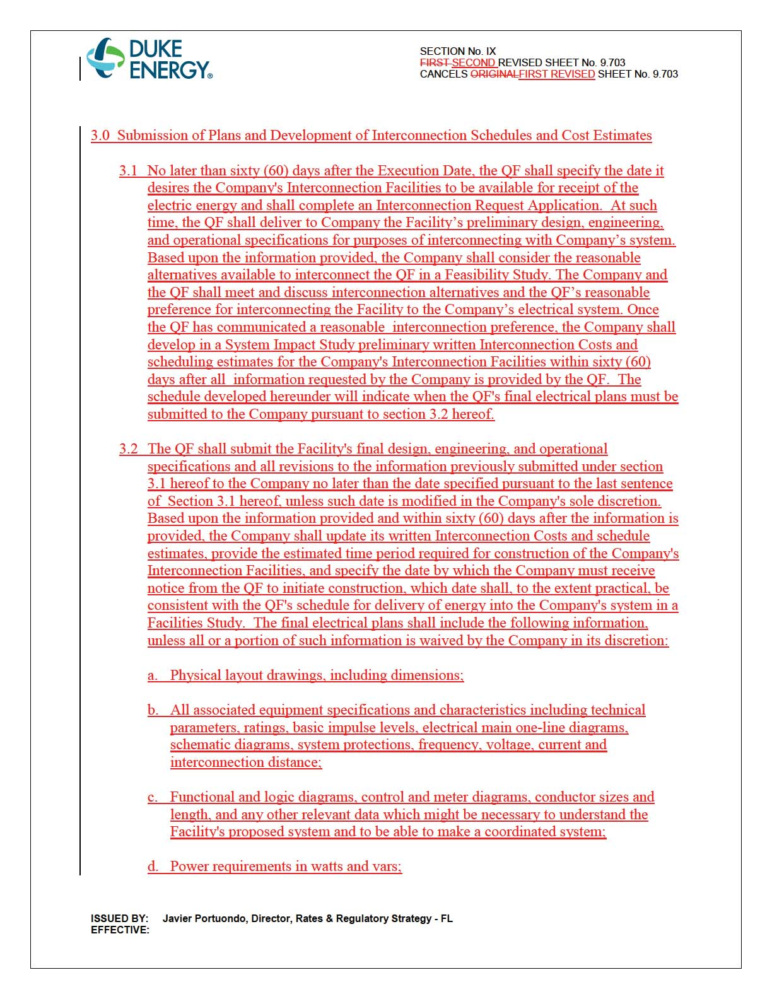 DUKE
ENERGY®
SECTION No. IX
FIRST SECOND REVISED SHEET No. 9.703
CANCELS ORIGINALFIRST REVISED SHEET No. 9.703
3.0 Submission of Plans and Development of Interconnection Schedules and Cost Estimates
3.1 No later than sixty (60) days after the Execution Date, the QF shall specify the date it
desires the Company's Interconnection Facilities to be available for receipt of the
electric energy and shall complete an Interconnection Request Application. At such
time, the QF shall deliver to Company the Facility’s preliminary design, engineering,
and operational specifications for purposes of interconnecting with Company’s system.
Based upon the information provided, the Company shall consider the reasonable
alternatives available to interconnect the QF in a Feasibility Study. The Company and
the QF shall meet and discuss interconnection alternatives and the QF’s reasonable
preference for interconnecting the Facility to the Company’s electrical system. Once
the QF has communicated a reasonable interconnection preference, the Company shall
develop in a System Impact Study preliminary written Interconnection Costs and
scheduling estimates for the Company's Interconnection Facilities within sixty (60)
days after all information requested by the Company is provided by the QF. The
schedule developed hereunder will indicate when the QF's final electrical plans must be
submitted to the Company pursuant to section 3.2 hereof.
3.2 The QF shall submit the Facility's final design, engineering, and operational
specifications and all revisions to the information previously submitted under section
3.1 hereof to the Company no later than the date specified pursuant to the last sentence
of Section 3.1 hereof, unless such date is modified in the Company's sole discretion.
Based upon the information provided and within sixty (60) days after the information is
provided, the Company shall update its written Interconnection Costs and schedule
estimates, provide the estimated time period required for construction of the Company's
Interconnection Facilities, and specify the date by which the Company must receive
notice from the QF to initiate construction, which date shall, to the extent practical, be
consistent with the QF's schedule for delivery of energy into the Company's system in a
Facilities Study. The final electrical plans shall include the following information,
unless all or a portion of such information is waived by the Company in its discretion:
a. Physical layout drawings, including dimensions;
b. All associated equipment specifications and characteristics including technical
parameters, ratings, basic impulse levels, electrical main one-line diagrams,
schematic diagrams, system protections, frequency, voltage, current and
interconnection distance;
c. Functional and logic diagrams, control and meter diagrams, conductor sizes and
length, and any other relevant data which might be necessary to understand the
Facility's proposed system and to be able to make a coordinated system;
d. Power requirements in watts and vars;
ISSUED BY: Javier Portuondo, Director, Rates & Regulatory Strategy - FL
EFFECTIVE: